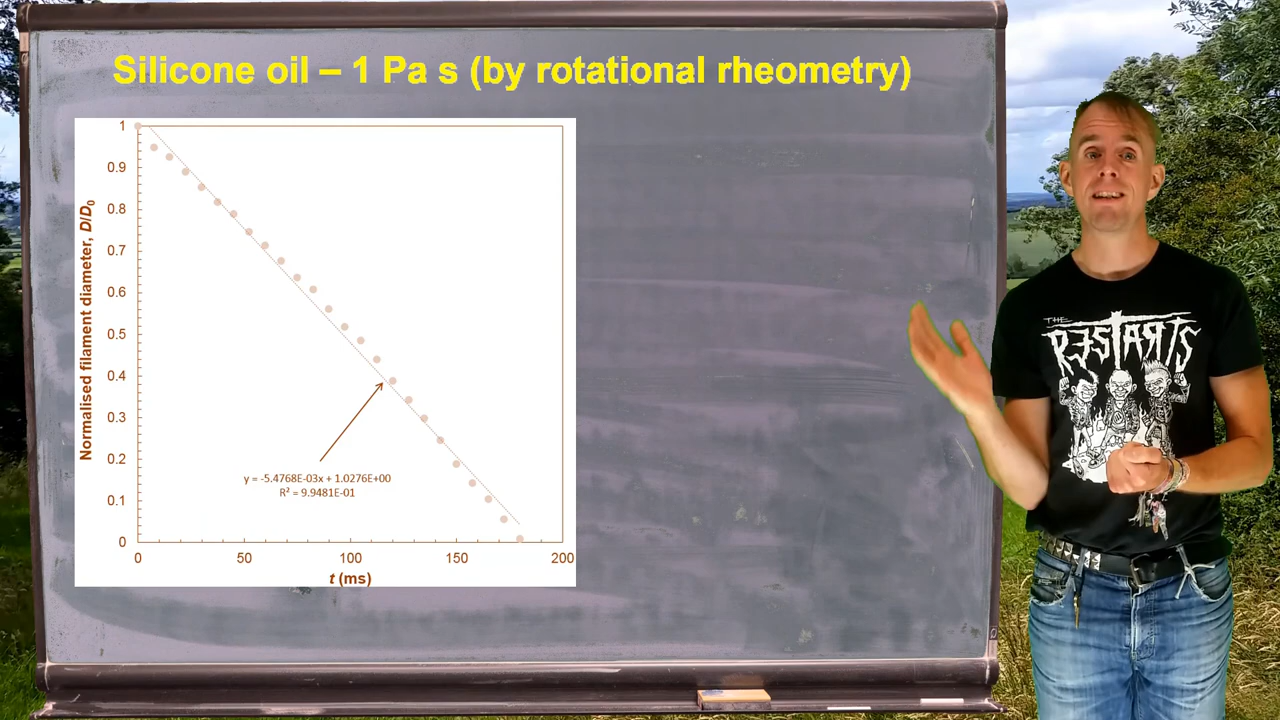 Silicone oil – 1 Pa s (by rotational rheometry)
Normalised filament diameter, D/D₀
1
0.9
0.8
0.7
0.6
0.5
0.4
0.3
0.2
0.1
0
y = -5.4768E-03x + 1.0276E+00
R² = 9.9481E-01
0
50
100
150
200
t (ms)
THE
RESTARTS